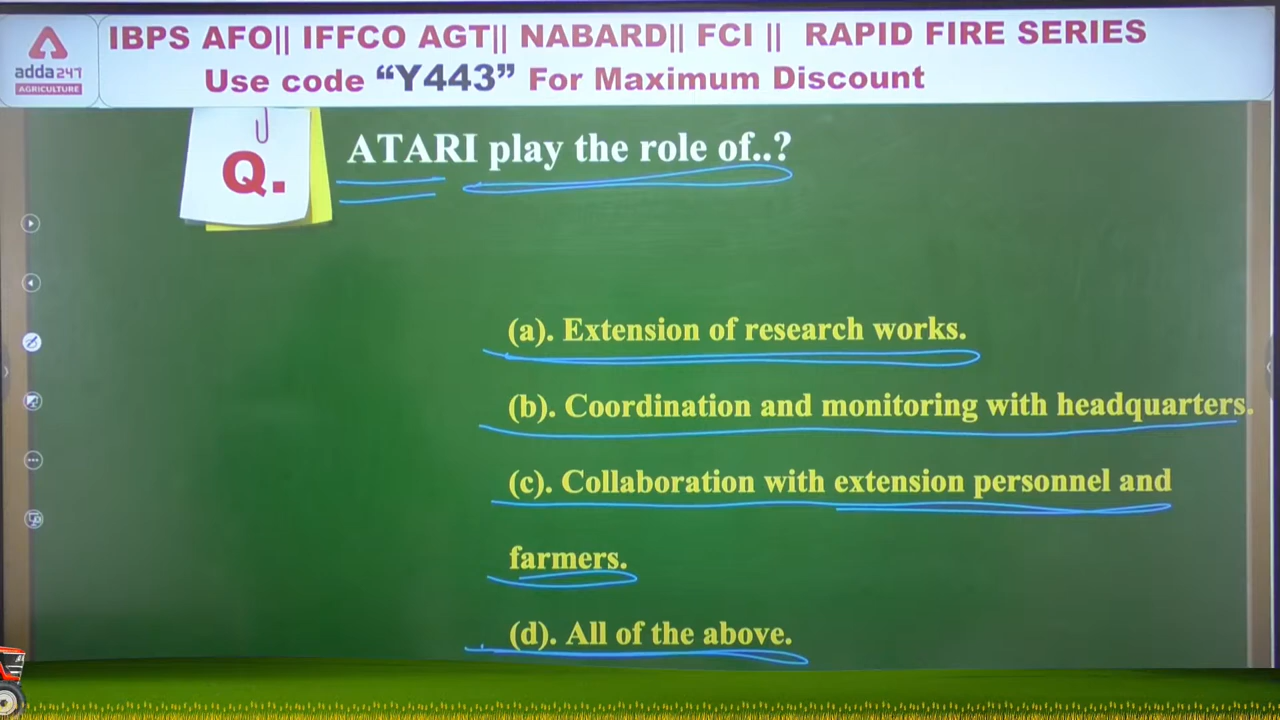 IBPS AFO|| IFFCO AGT|| NABARD|| FCI || RAPID FIRE SERIES
adda247
AGRICULTURE
Use code “Y443” For Maximum Discount
Q.
ATARI play the role of..?
(a). Extension of research works.
(b). Coordination and monitoring with headquarters.
(c). Collaboration with extension personnel and
farmers.
(d). All of the above.